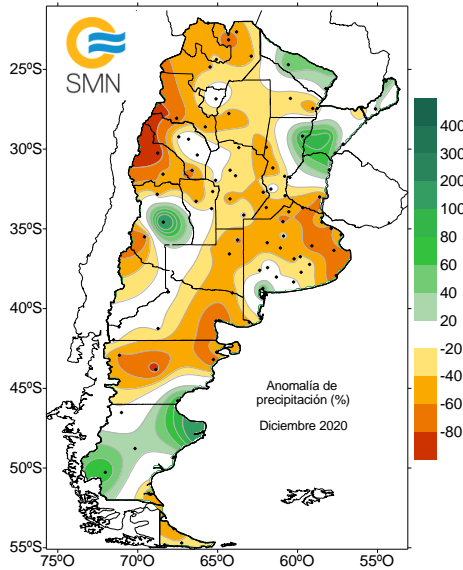 SMN
25ºS
30ºS
35ºS
40ºS
45ºS
50ºS
55ºS
75ºO
70ºO
65ºO
60ºO
55ºO
400
200
100
80
60
40
20
-20
-40
-60
-80
Anomalía de
precipitación (%)
Diciembre 2020